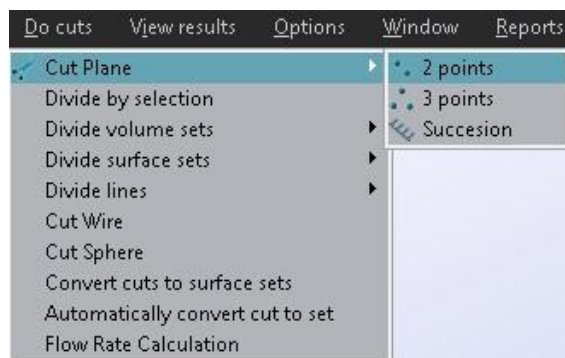 Do cuts View results Options Window Reports
Cut Plane
2 points
Divide by selection
3 points
Divide volume sets
Succesion
Divide surface sets
Divide lines
Cut Wire
Cut Sphere
Convert cuts to surface sets
Automatically convert cut to set
Flow Rate Calculation